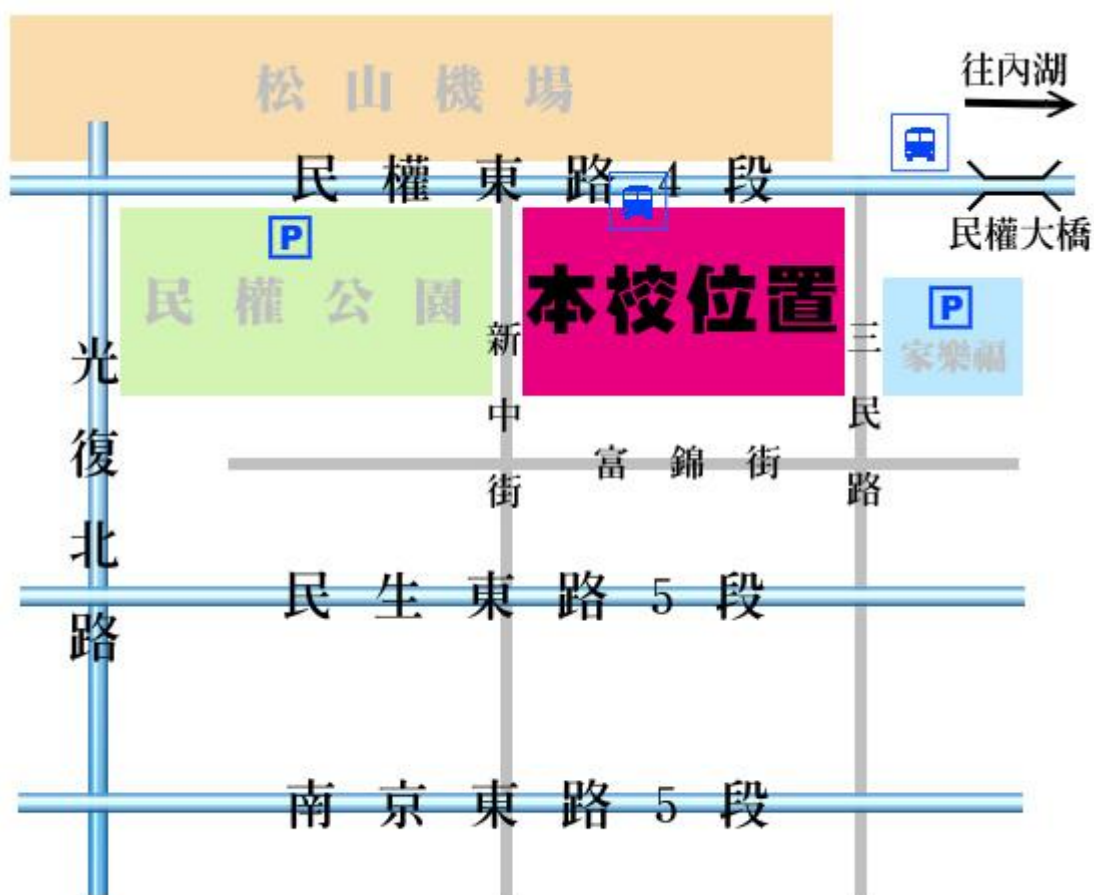 松山機場
往內湖
民權東路4段
民權大橋
P
民權公園
本校位置
P
家樂福
光復北路
新中街
三民路
富錦街
民生東路5段
南京東路5段